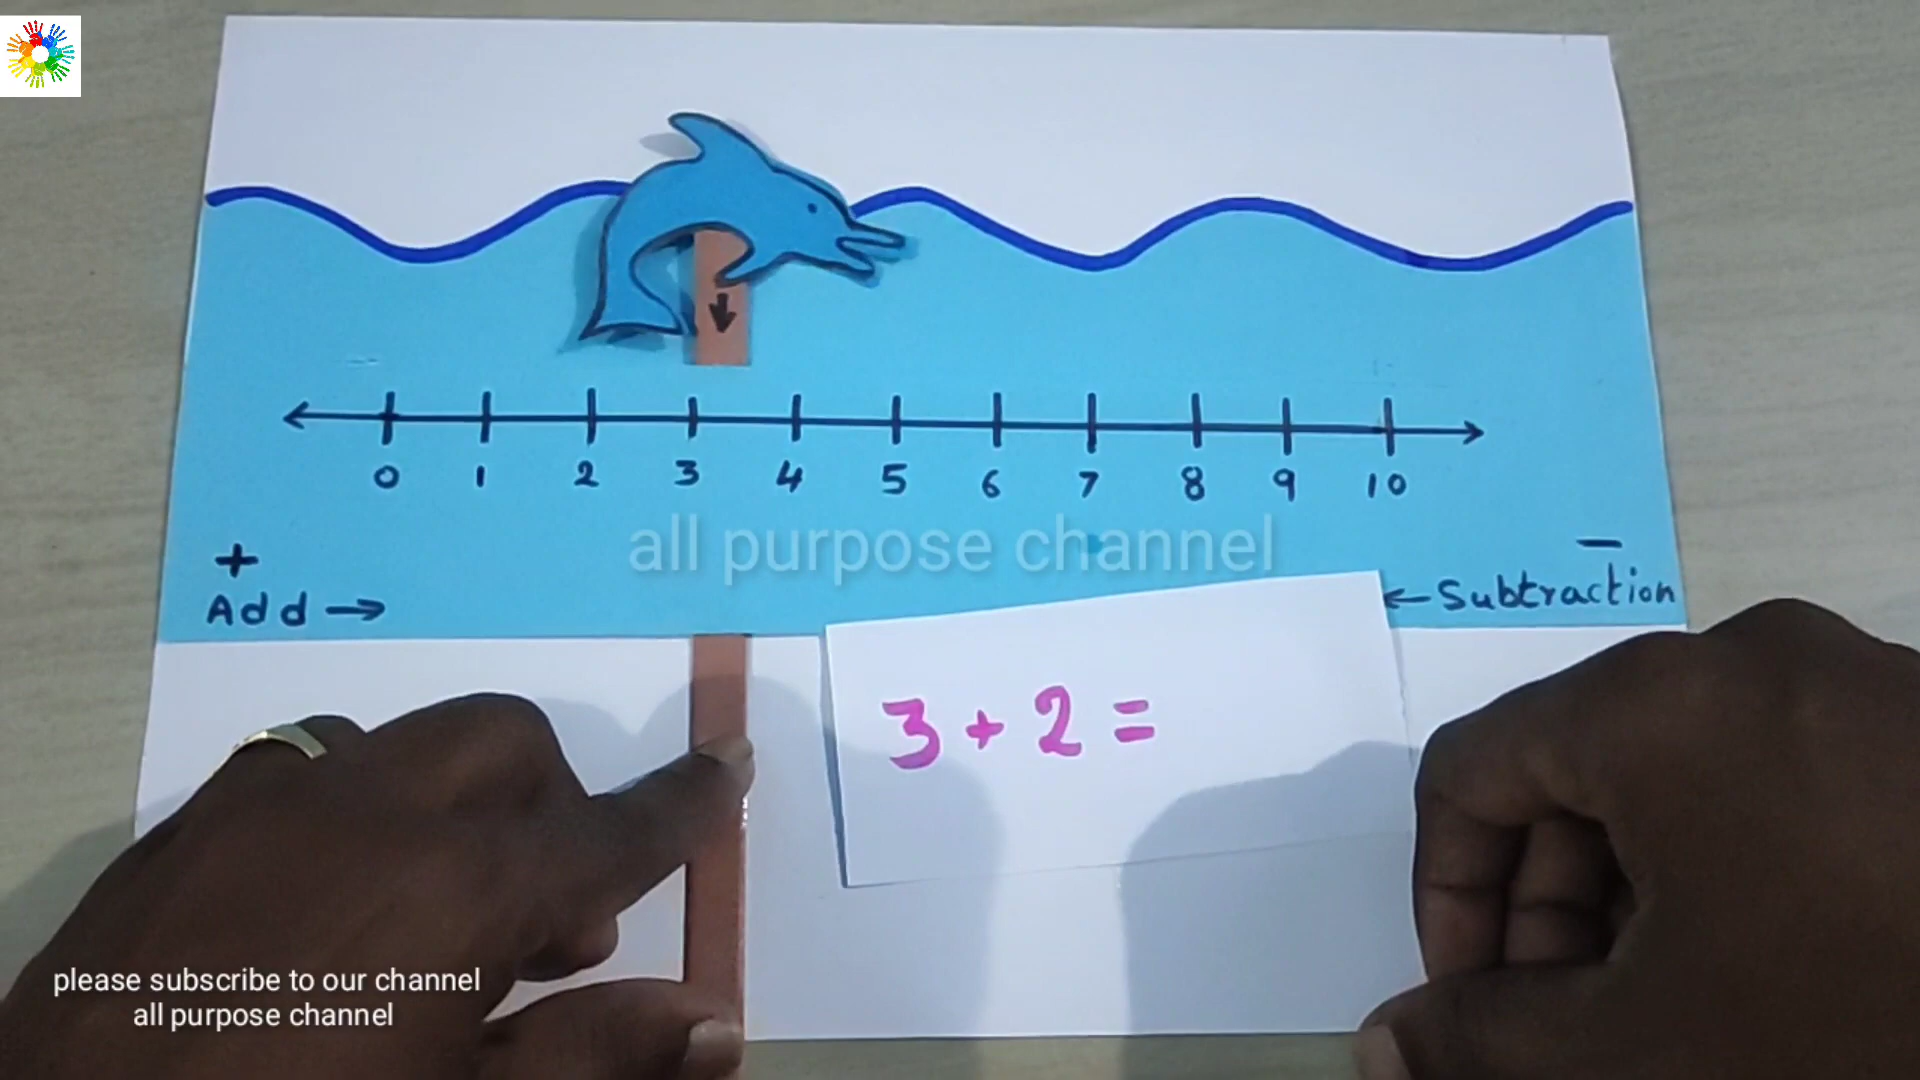 0 1 2 3 4 5 6 7 8 9 10
all purpose channel
+
Add →
−
← Subtraction
3 + 2 =
please subscribe to our channel
all purpose channel